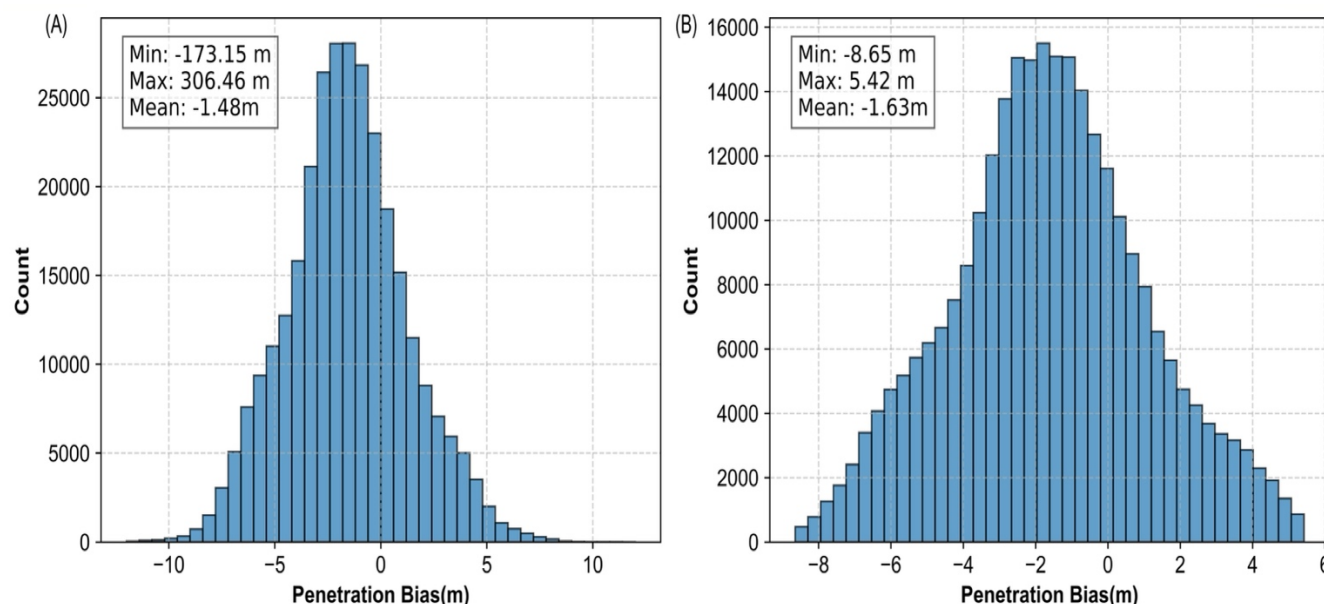 (A)
Min: -173.15 m
Max: 306.46 m
Mean: -1.48m
25000
20000
15000
10000
5000
0
Count
−10
−5
0
5
10
Penetration Bias(m)
(B)
Min: -8.65 m
Max: 5.42 m
Mean: -1.63m
16000
14000
12000
10000
8000
6000
4000
2000
0
Count
−8
−6
−4
−2
0
2
4
6
Penetration Bias(m)